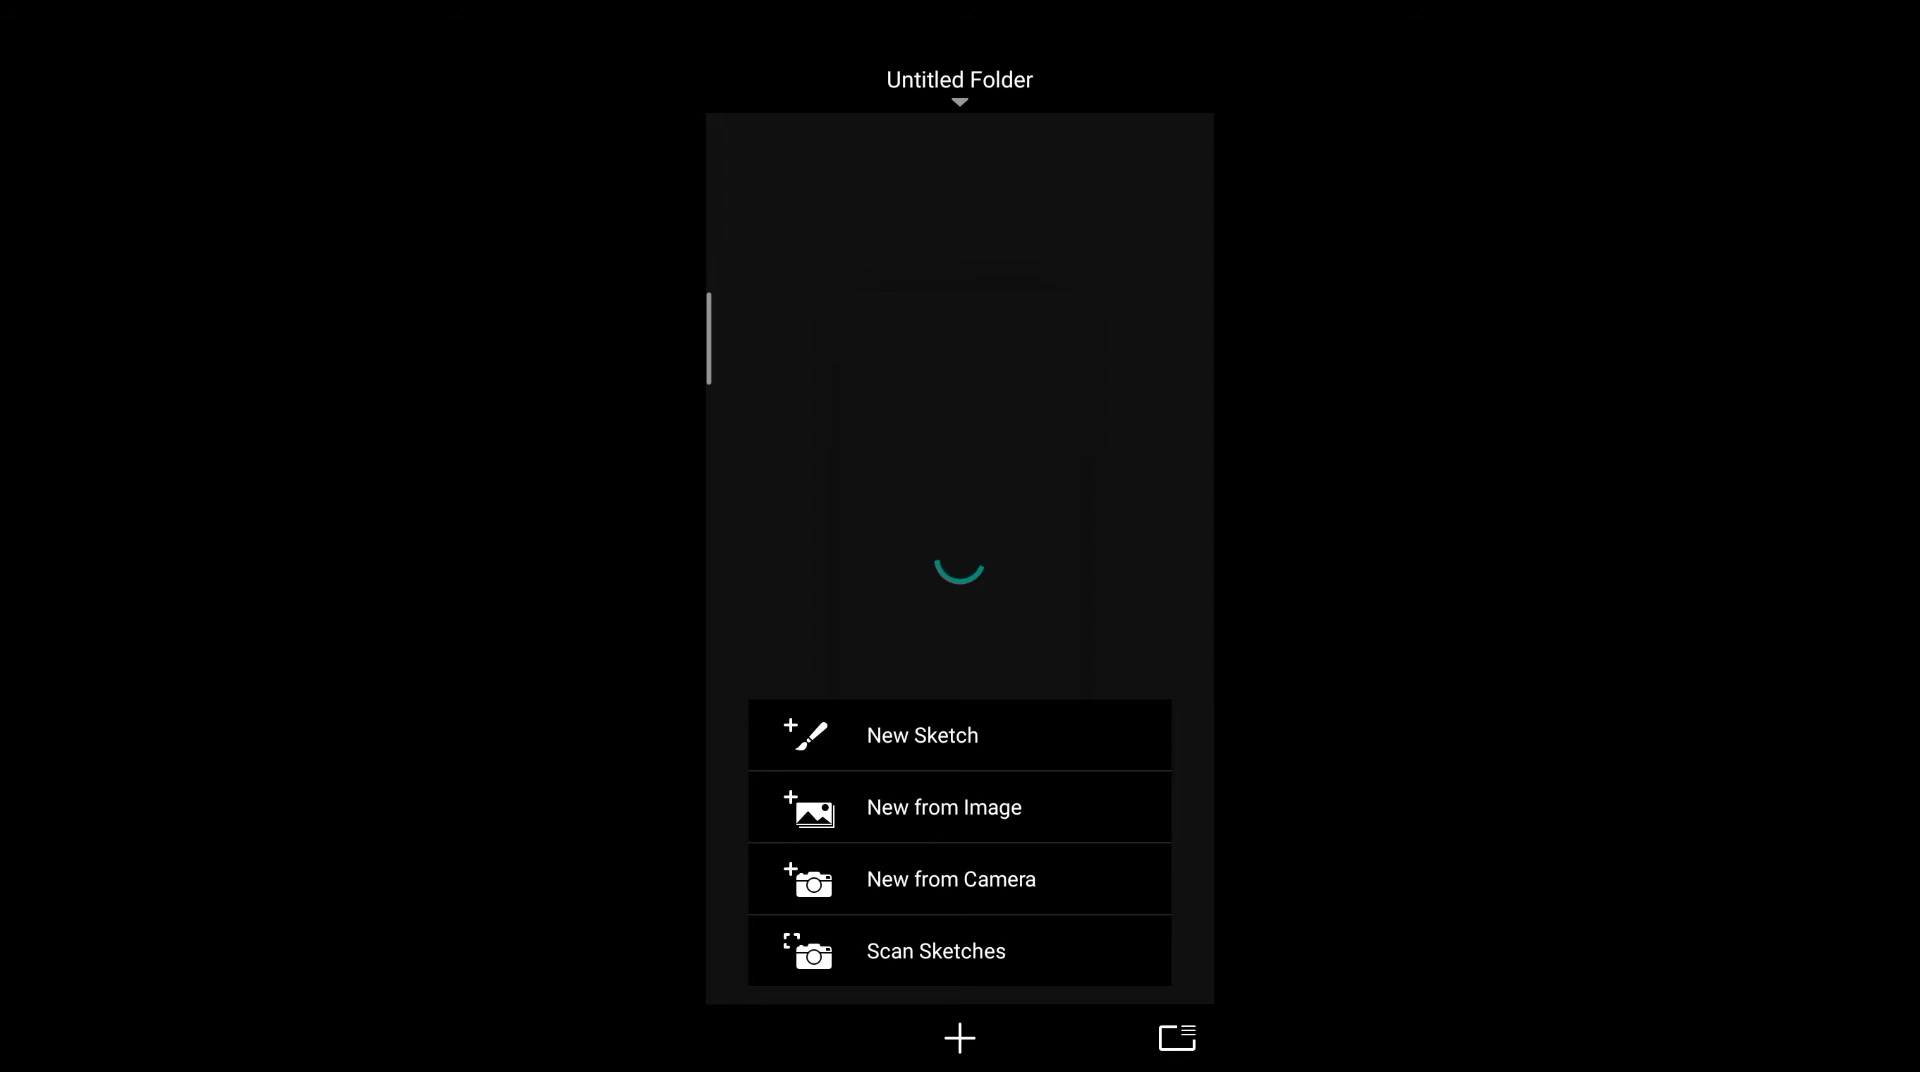 Untitled Folder
New Sketch
New from Image
New from Camera
Scan Sketches